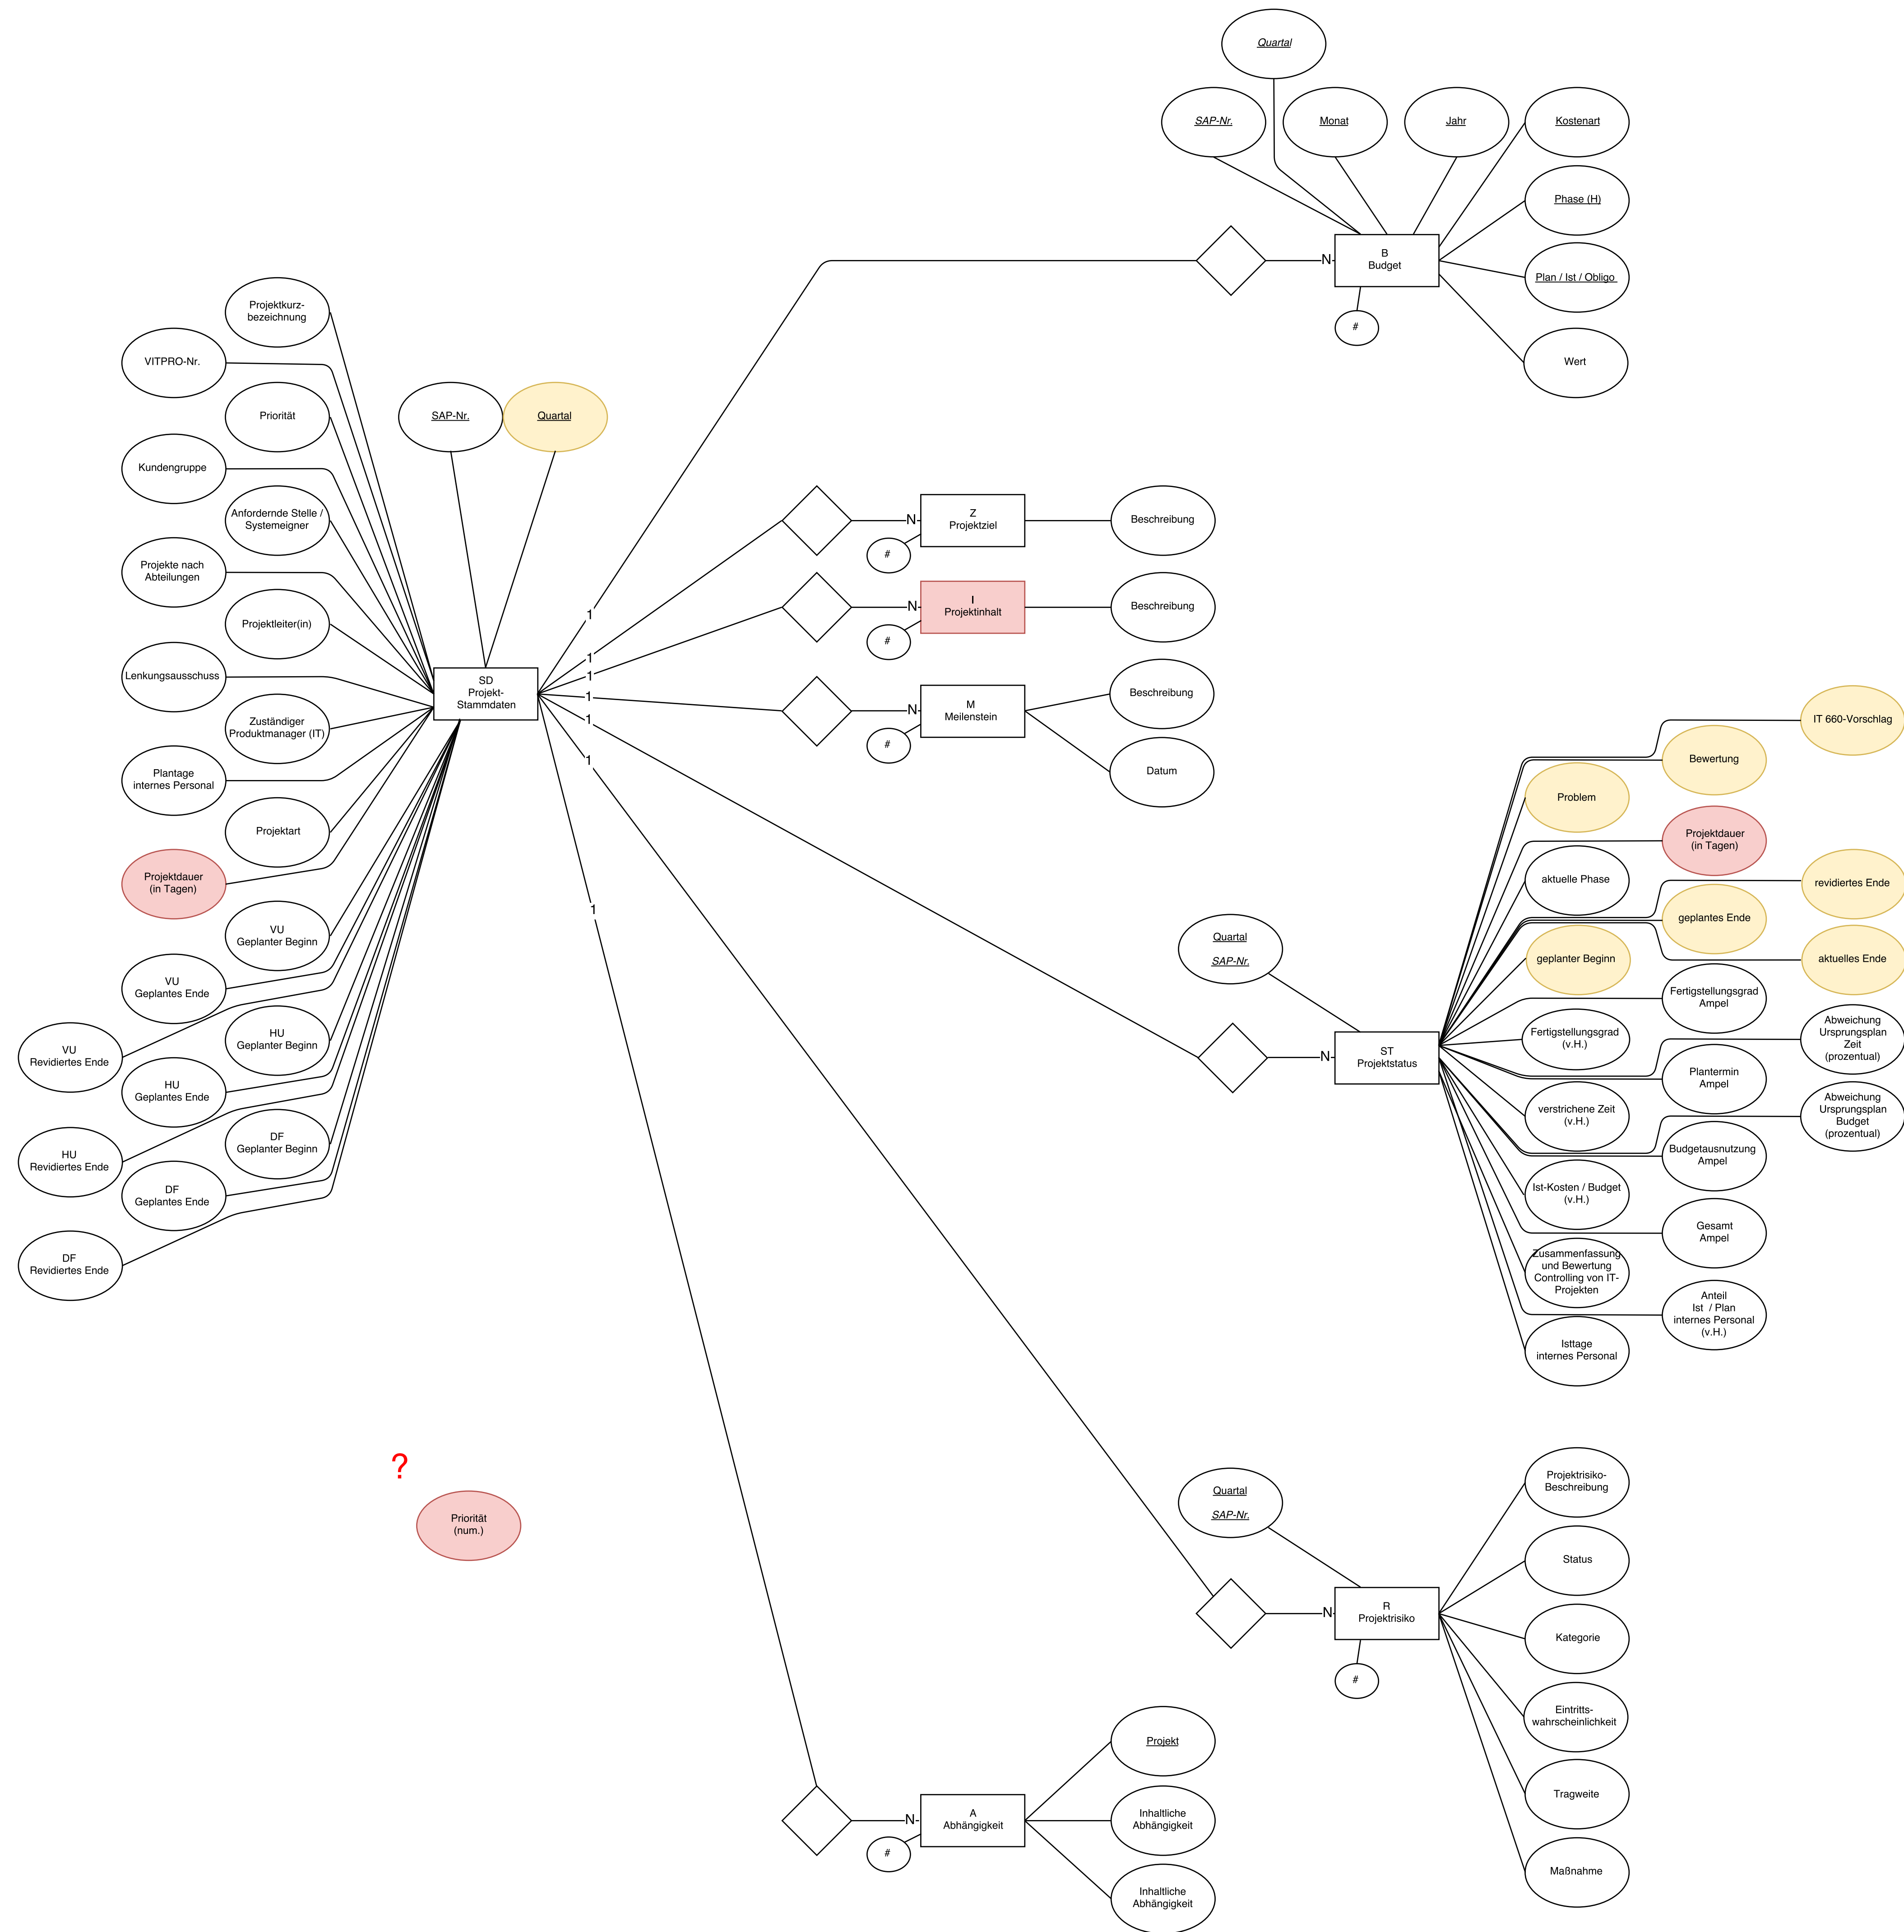 Quartal
SAP-Nr.
Monat
Jahr
Kostenart
Phase (H)
Plan / Ist / Obligo
Wert
B
Budget
N
#
Projektkurz-
bezeichnung
VITPRO-Nr.
Priorität
Kundengruppe
Anfordernde Stelle /
Systemeigner
Projekte nach
Abteilungen
Projektleiter(in)
Lenkungsausschuss
Zuständiger
Produktmanager (IT)
Plantage
internes Personal
Projektart
Projektdauer
(in Tagen)
VU
Geplanter Beginn
VU
Geplantes Ende
VU
Revidiertes Ende
HU
Geplanter Beginn
HU
Geplantes Ende
HU
Revidiertes Ende
DF
Geplanter Beginn
DF
Geplantes Ende
DF
Revidiertes Ende
SAP-Nr.
Quartal
SD
Projekt-
Stammdaten
1
1
1
1
1
1
1
N
Z
Projektziel
#
Beschreibung
N
I
Projektinhalt
#
Beschreibung
N
M
Meilenstein
#
Beschreibung
Datum
Quartal
SAP-Nr.
N
ST
Projektstatus
IT 660-Vorschlag
Bewertung
Problem
Projektdauer
(in Tagen)
aktuelle Phase
revidiertes Ende
geplantes Ende
geplanter Beginn
aktuelles Ende
Fertigstellungsgrad
Ampel
Fertigstellungsgrad
(v.H.)
Abweichung
Ursprungsplan
Zeit
(prozentual)
Plantermin
Ampel
verstrichene Zeit
(v.H.)
Abweichung
Ursprungsplan
Budget
(prozentual)
Budgetausnutzung
Ampel
Ist-Kosten / Budget
(v.H.)
Gesamt
Ampel
Zusammenfassung
und Bewertung
Controlling von IT-
Projekten
Anteil
Ist / Plan
internes Personal
(v.H.)
Isttage
internes Personal
?
Priorität
(num.)
Quartal
SAP-Nr.
N
R
Projektrisiko
#
Projektrisiko-
Beschreibung
Status
Kategorie
Eintritts-
wahrscheinlichkeit
Tragweite
Maßnahme
N
A
Abhängigkeit
#
Projekt
Inhaltliche
Abhängigkeit
Inhaltliche
Abhängigkeit